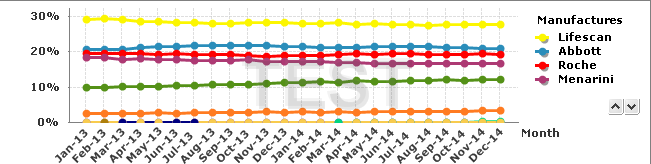 30%
20%
10%
0%
TEST
Manufactures
Lifescan
Abbott
Roche
Menarini
Jan-13
Feb-13
Mar-13
Apr-13
May-13
Jun-13
Jul-13
Aug-13
Sep-13
Oct-13
Nov-13
Dec-13
Jan-14
Feb-14
Mar-14
Apr-14
May-14
Jun-14
Jul-14
Aug-14
Sep-14
Oct-14
Nov-14
Dec-14
Month